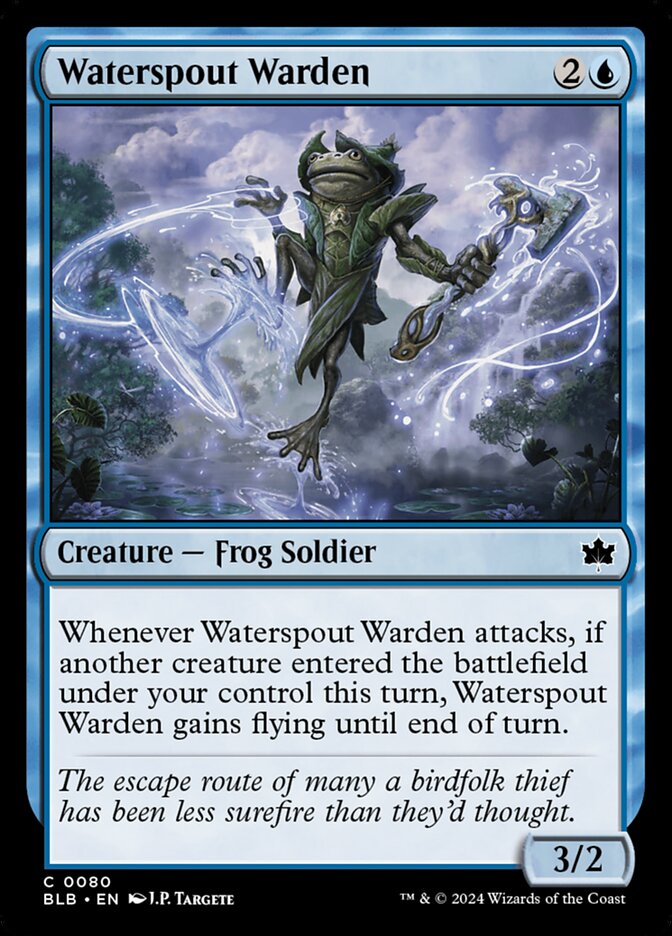 Waterspout Warden 2
Creature — Frog Soldier
Whenever Waterspout Warden attacks, if
another creature entered the battlefield
under your control this turn, Waterspout
Warden gains flying until end of turn.
The escape route of many a birdfolk thief
has been less surefire than they’d thought.
3/2
C 0080
BLB • EN J.P. Targete
™ & © 2024 Wizards of the Coast